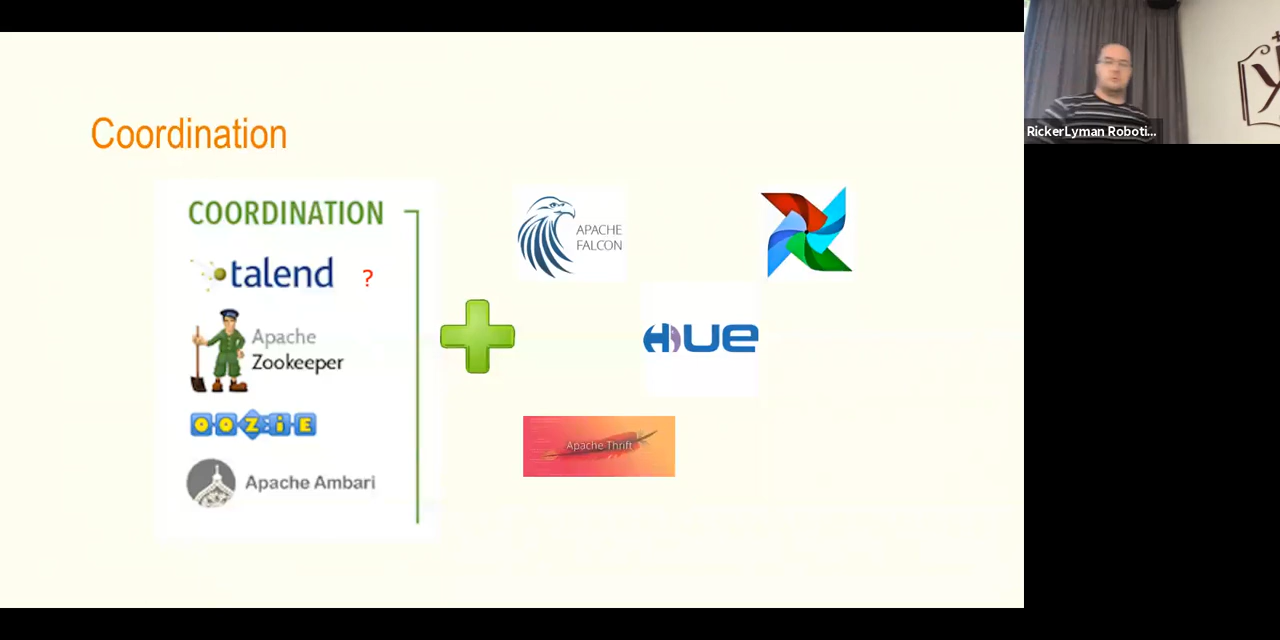 Coordination
COORDINATION
talend ?
Apache
Zookeeper
OOZiE
Apache Ambari
APACHE
FALCON
HUE
Apache Thrift
RickerLyman Roboti...